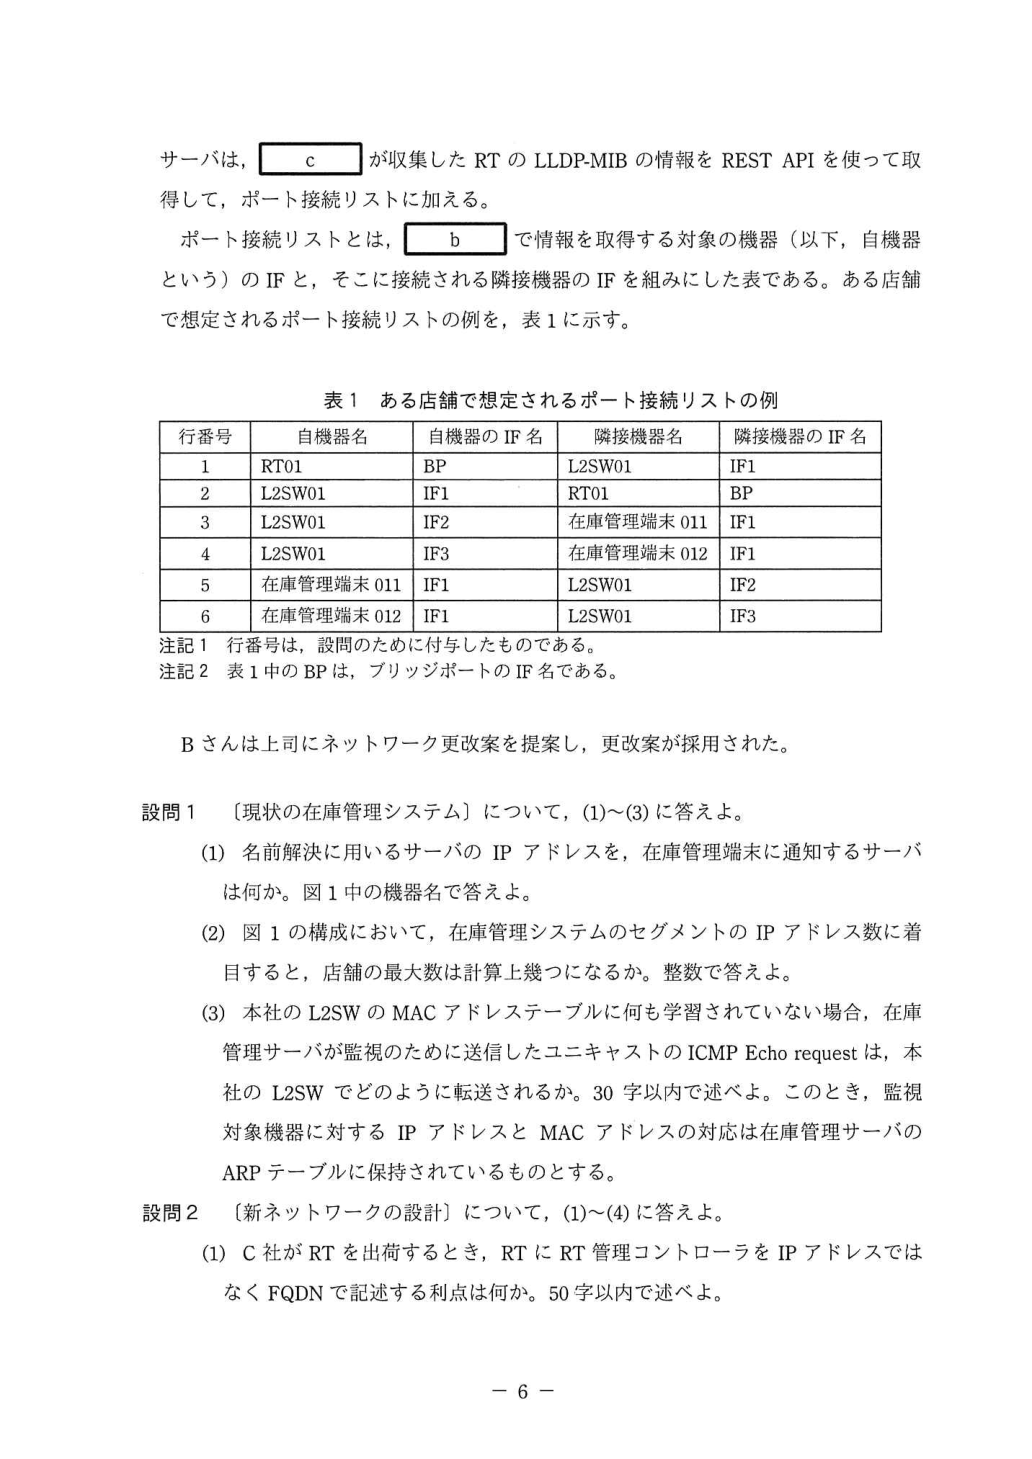 サーバは， c が収集した RT の LLDP-MIB の情報を REST API を使って取
得して，ポート接続リストに加える。
ポート接続リストとは， b で情報を取得する対象の機器（以下，自機器
という）の IF と，そこに接続される隣接機器の IF を組みにした表である。ある店舗
で想定されるポート接続リストの例を，表 1 に示す。
表 1　ある店舗で想定されるポート接続リストの例
行番号 自機器名 自機器の IF 名 隣接機器名 隣接機器の IF 名
1 RT01 BP L2SW01 IF1
2 L2SW01 IF1 RT01 BP
3 L2SW01 IF2 在庫管理端末 011 IF1
4 L2SW01 IF3 在庫管理端末 012 IF1
5 在庫管理端末 011 IF1 L2SW01 IF2
6 在庫管理端末 012 IF1 L2SW01 IF3
注記 1　行番号は，設問のために付与したものである。
注記 2　表 1 中の BP は，ブリッジポートの IF 名である。
B さんは上司にネットワーク更改案を提案し，更改案が採用された。
設問 1　〔現状の在庫管理システム〕について，(1)～(3) に答えよ。
(1) 名前解決に用いるサーバの IP アドレスを，在庫管理端末に通知するサーバ
は何か。図 1 中の機器名で答えよ。
(2) 図 1 の構成において，在庫管理システムのセグメントの IP アドレス数に着
目すると，店舗の最大数は計算上幾つになるか。整数で答えよ。
(3) 本社の L2SW の MAC アドレステーブルに何も学習されていない場合，在庫
管理サーバが監視のために送信したユニキャストの ICMP Echo request は，本
社の L2SW でどのように転送されるか。30 字以内で述べよ。このとき，監視
対象機器に対する IP アドレスと MAC アドレスの対応は在庫管理サーバの
ARP テーブルに保持されているものとする。
設問 2　〔新ネットワークの設計〕について，(1)～(4) に答えよ。
(1) C 社が RT を出荷するとき，RT に RT 管理コントローラを IP アドレスでは
なく FQDN で記述する利点は何か。50 字以内で述べよ。
－ 6 －